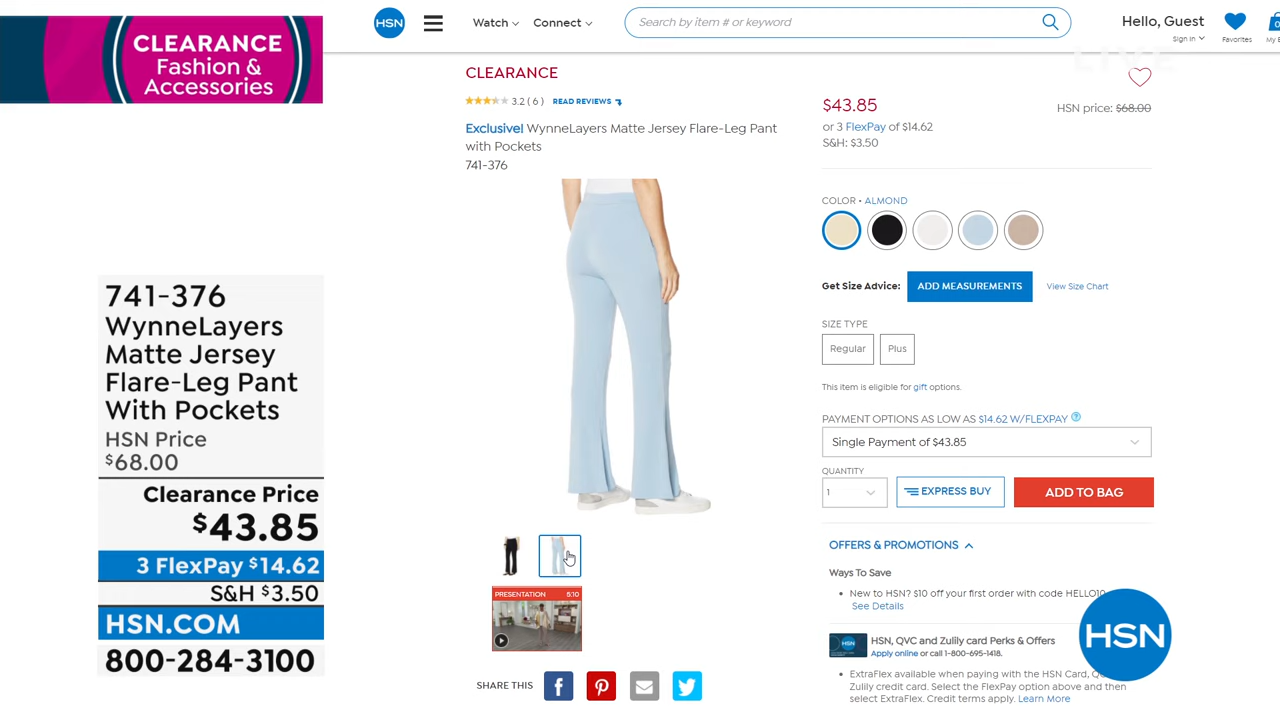 CLEARANCE
Fashion &
Accessories
741-376
WynneLayers
Matte Jersey
Flare-Leg Pant
With Pockets
HSN Price
$68.00
Clearance Price
$43.85
3 FlexPay $14.62
S&H $3.50
HSN.COM
800-284-3100
HSN
Watch
Connect
Search by item # or keyword
Hello, Guest
Sign In
Favorites
LIVE
CLEARANCE
3.2 ( 6 ) READ REVIEWS
Exclusive! WynneLayers Matte Jersey Flare-Leg Pant
with Pockets
741-376
PRESENTATION 5:10
SHARE THIS
$43.85
HSN price: $68.00
or 3 FlexPay of $14.62
S&H: $3.50
COLOR • ALMOND
Get Size Advice: ADD MEASUREMENTS View Size Chart
SIZE TYPE
Regular Plus
This item is eligible for gift options.
PAYMENT OPTIONS AS LOW AS $14.62 W/FLEXPAY ?
Single Payment of $43.85
QUANTITY
1 EXPRESS BUY ADD TO BAG
OFFERS & PROMOTIONS
Ways To Save
• New to HSN? $10 off your first order with code HELLO10.
See Details
HSN, QVC and Zulily card Perks & Offers
Apply online or call 1-800-695-1418.
• ExtraFlex available when paying with the HSN Card,
Zulily credit card. Select the FlexPay option above and then
select ExtraFlex. Credit terms apply. Learn More
HSN